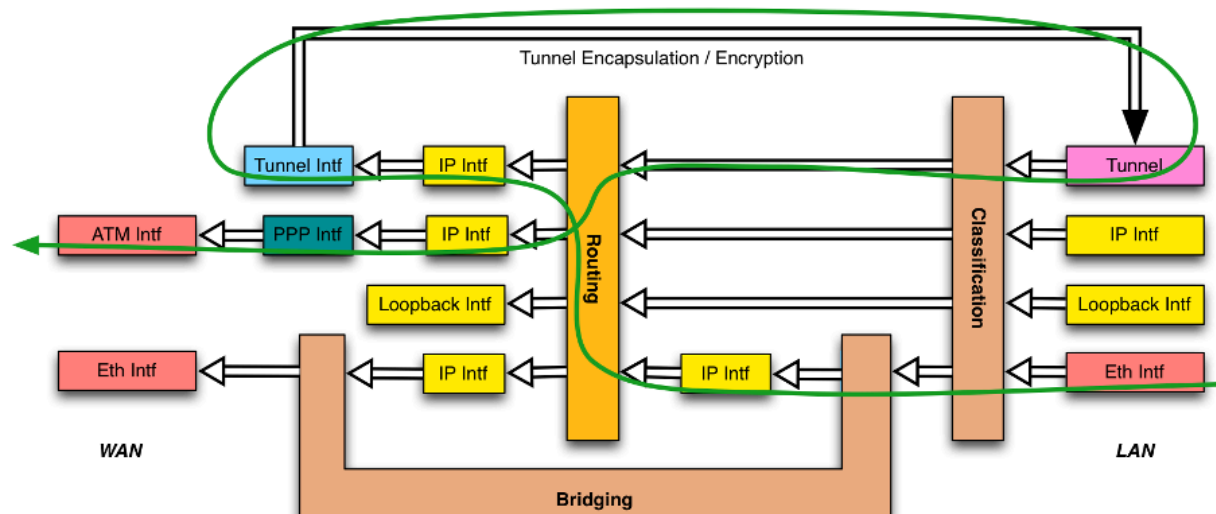 Tunnel Encapsulation / Encryption
Tunnel Intf
IP Intf
Tunnel
ATM Intf
PPP Intf
IP Intf
IP Intf
Routing
Classification
Loopback Intf
Loopback Intf
Eth Intf
IP Intf
IP Intf
Eth Intf
WAN
LAN
Bridging